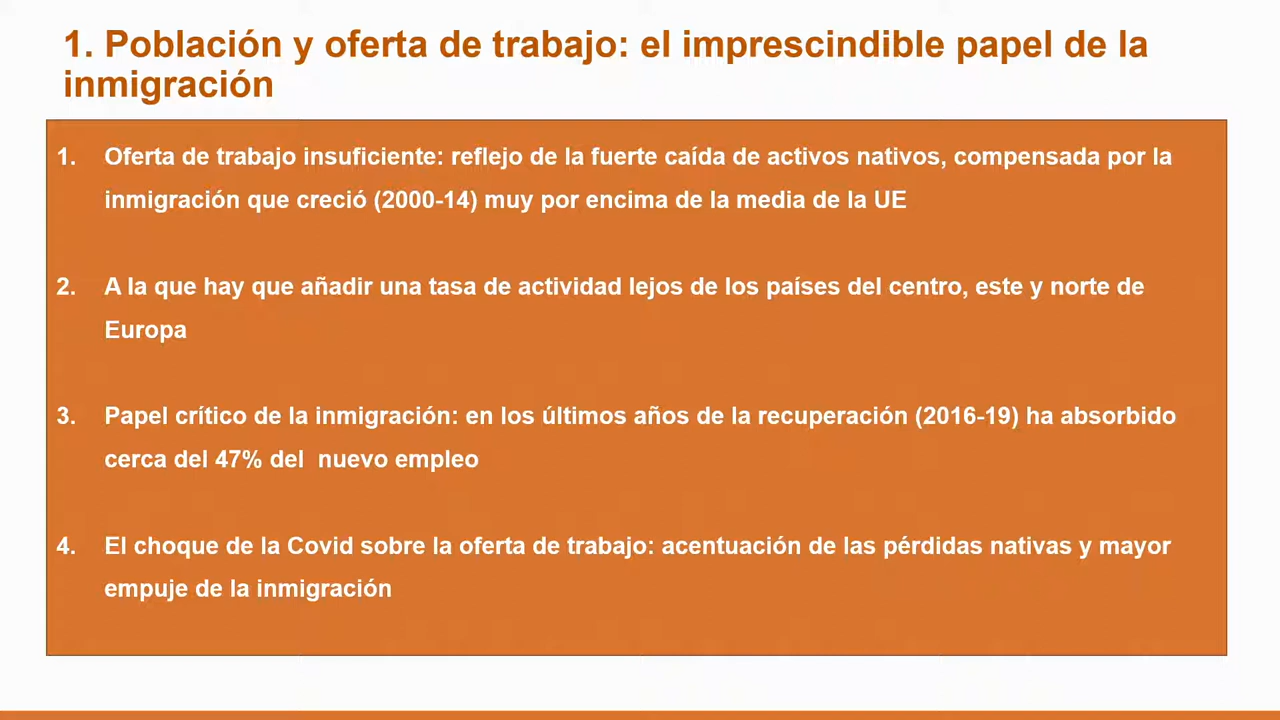 1. Población y oferta de trabajo: el imprescindible papel de la
inmigración
1. Oferta de trabajo insuficiente: reflejo de la fuerte caída de activos nativos, compensada por la
inmigración que creció (2000-14) muy por encima de la media de la UE
2. A la que hay que añadir una tasa de actividad lejos de los países del centro, este y norte de
Europa
3. Papel crítico de la inmigración: en los últimos años de la recuperación (2016-19) ha absorbido
cerca del 47% del  nuevo empleo
4. El choque de la Covid sobre la oferta de trabajo: acentuación de las pérdidas nativas y mayor
empuje de la inmigración